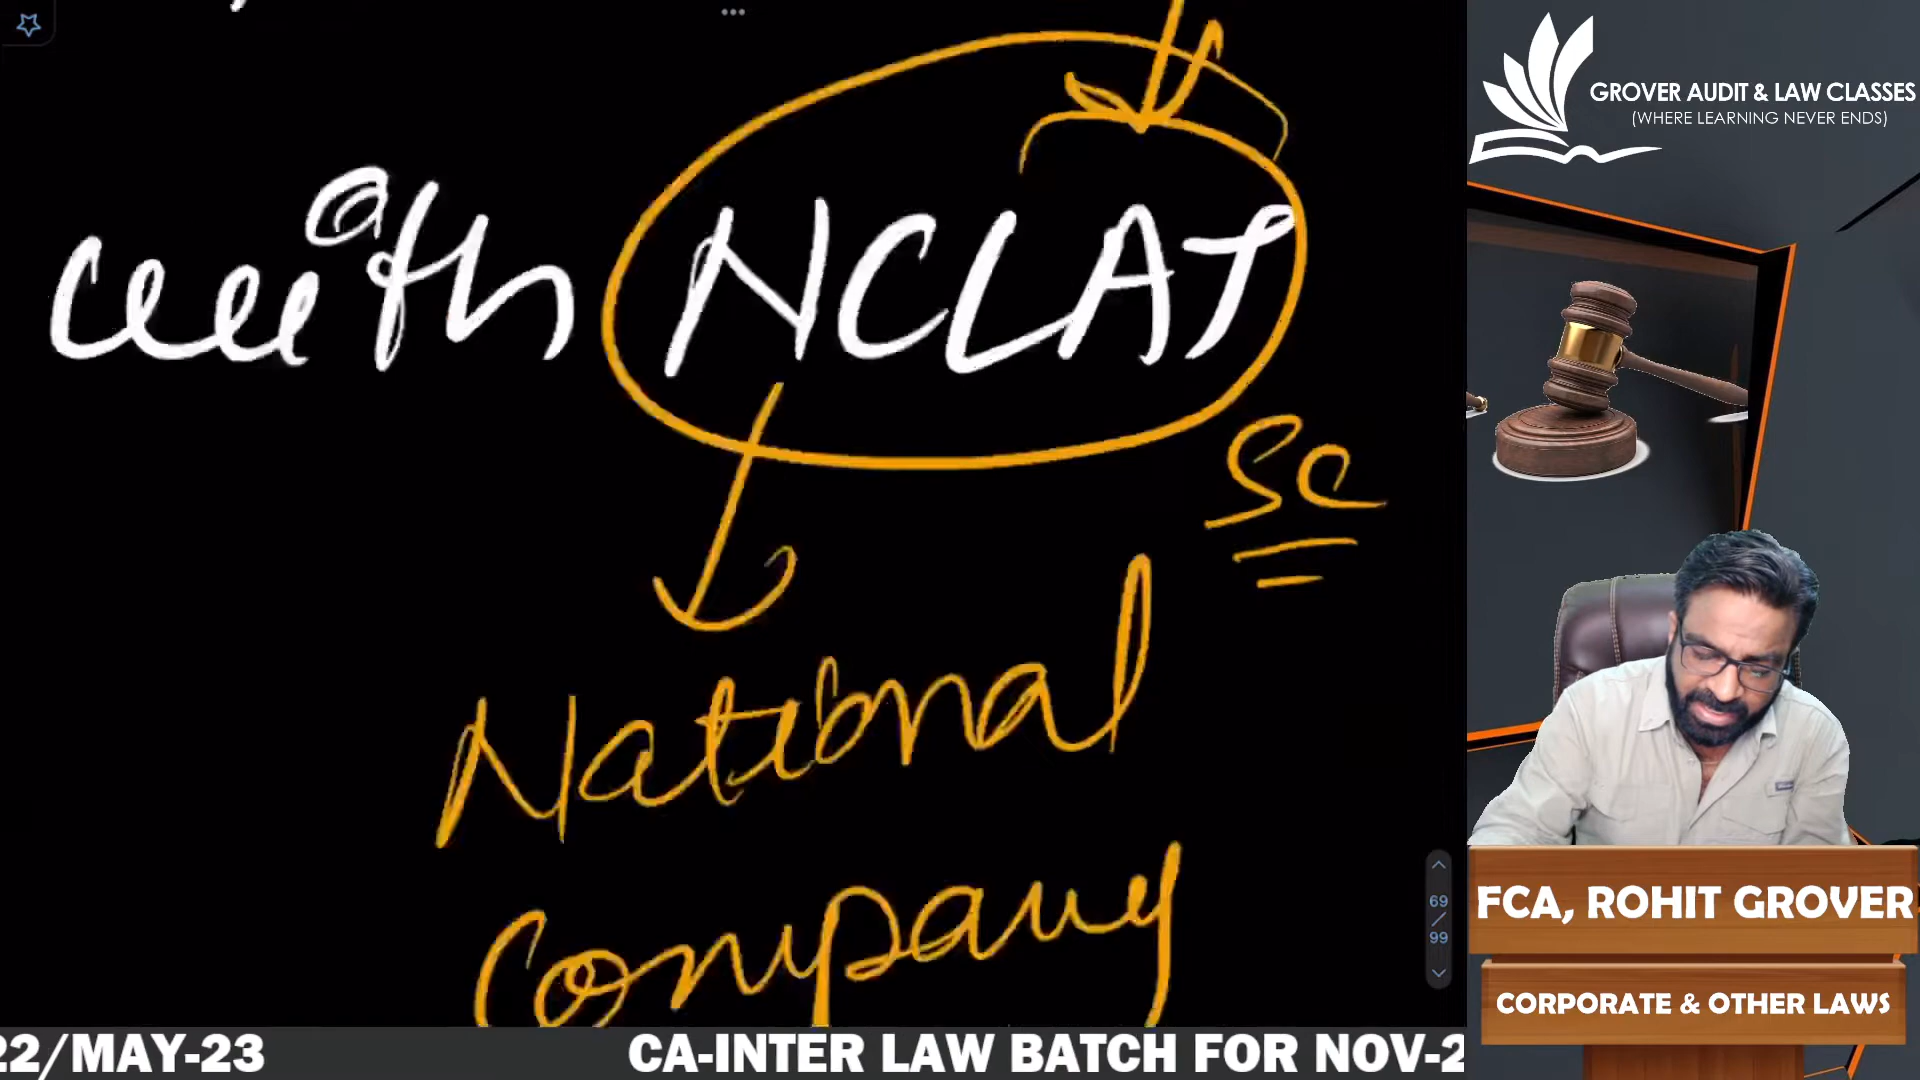 with @ NCLAT
SC
National
Company
69
99
GROVER AUDIT & LAW CLASSES
(WHERE LEARNING NEVER ENDS)
FCA, ROHIT GROVER
CORPORATE & OTHER LAWS
22/MAY-23 CA-INTER LAW BATCH FOR NOV-2